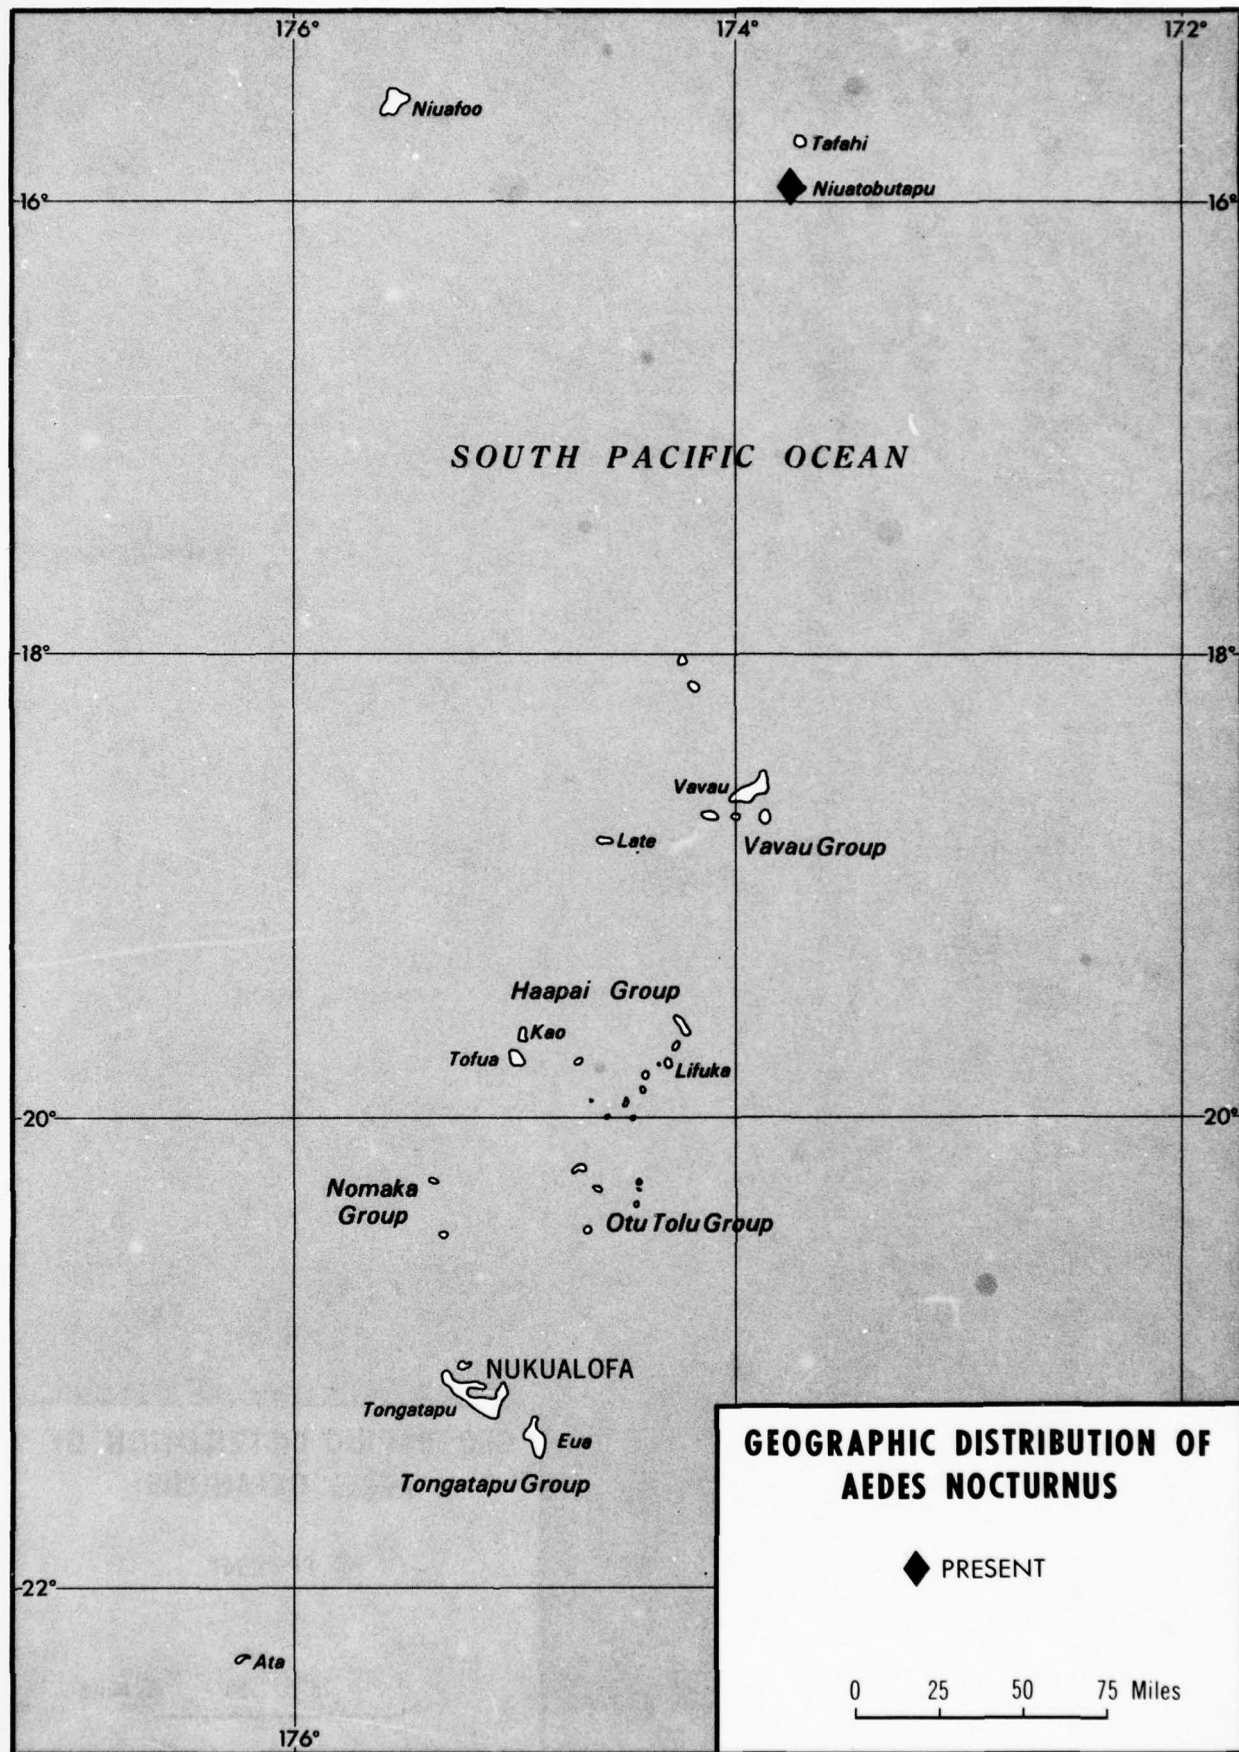 176° 174° 172°
Niuafoo
Tafahi
Niuatobutapu
16° 16°
SOUTH PACIFIC OCEAN
18° 18°
Vavau
Late
Vavau Group
Haapai Group
Kao
Tofua
Lifuka
20° 20°
Nomaka
Group
Otu Tolu Group
NUKUALOFA
Tongatapu
Eua
Tongatapu Group
22°
Ata
176°
GEOGRAPHIC DISTRIBUTION OF
AEDES NOCTURNUS
PRESENT
0 25 50 75 Miles